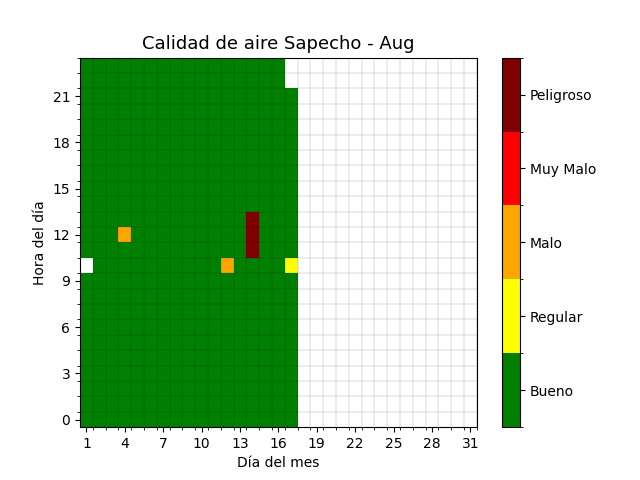 Calidad de aire Sapecho - Aug
Hora del día
21
18
15
12
9
6
3
0
1 4 7 10 13 16 19 22 25 28 31
Día del mes
Peligroso
Muy Malo
Malo
Regular
Bueno